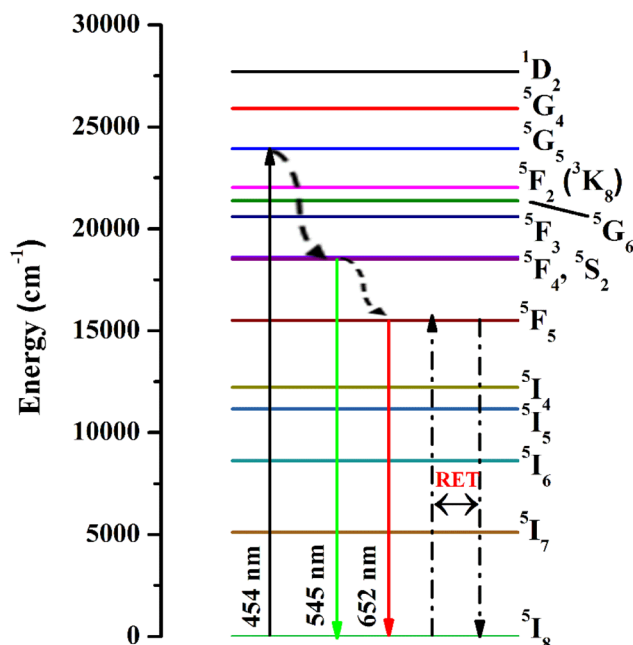 30000
25000
20000
15000
10000
5000
0
Energy (cm⁻¹)
¹D₂
⁵G₂
⁵G₄
⁵G₅
⁵F₂ (³K₈)
⁵G₆
⁵F₃
⁵F₄, ⁵S₂
⁵F₅
⁵I₄
⁵I₅
⁵I₆
RET
⁵I₇
454 nm
545 nm
652 nm
⁵I₈